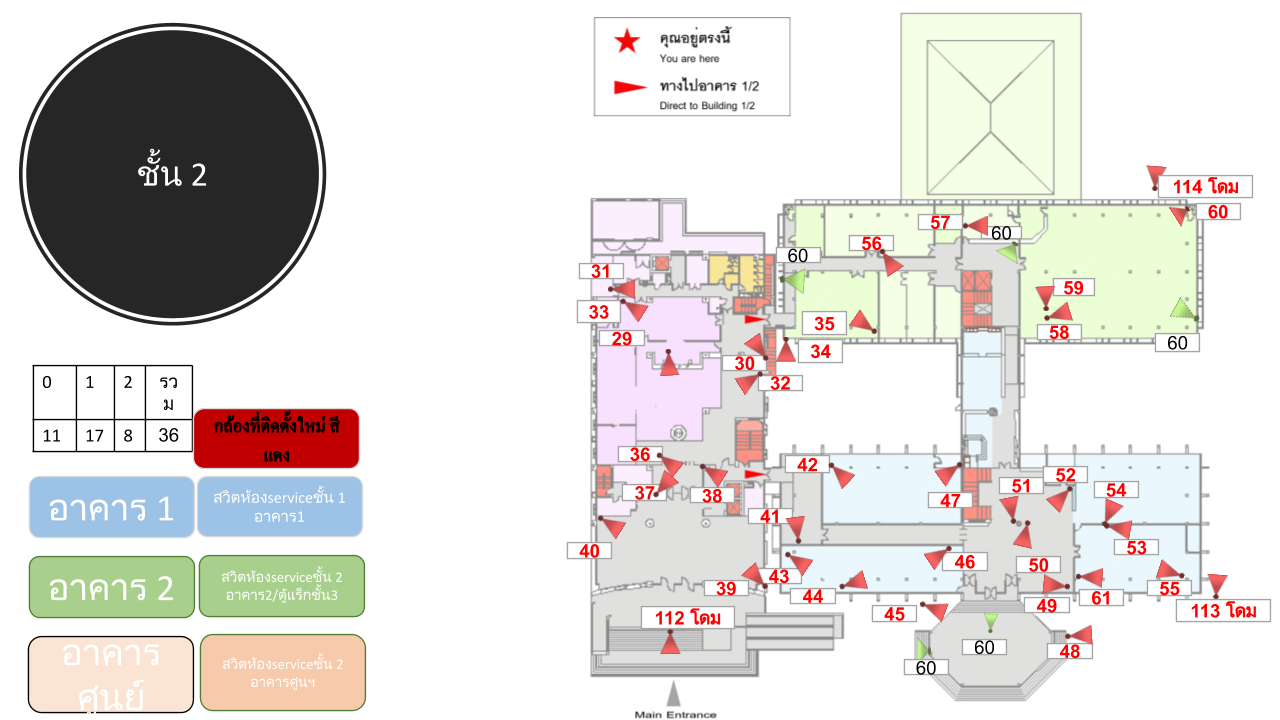 ชั้น 2
คุณอยู่ตรงนี้
You are here
ทางไปอาคาร 1/2
Direct to Building 1/2
0 1 2 รว
ม
11 17 8 36
กล้องที่ติดตั้งใหม่ สี
แดง
อาคาร 1
สวิตห้องserviceชั้น 1
อาคาร1
อาคาร 2
สวิตห้องserviceชั้น 2
อาคาร2/ตู้แร็กชั้น3
อาคาร
ศูนย์
สวิตห้องserviceชั้น 2
อาคารศูนฯ
114 โดม
60
57
60
56
60
31
33
29
59
58
35
34
30
32
60
36
42
37
38
47
52
51
54
41
53
40
46
50
43
39
44
49
61
55
45
113 โดม
112 โดม
60
48
60
Main Entrance